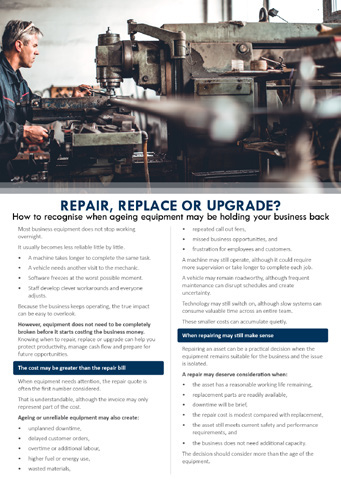 REPAIR, REPLACE OR UPGRADE?
How to recognise when ageing equipment may be holding your business back
Most business equipment does not stop working
overnight.
It usually becomes less reliable little by little.
• A machine takes longer to complete the same task.
• A vehicle needs another visit to the mechanic.
• Software freezes at the worst possible moment.
• Staff develop clever workarounds and everyone
adjusts.
Because the business keeps operating, the true impact
can be easy to overlook.
However, equipment does not need to be completely
broken before it starts costing the business money.
Knowing when to repair, replace or upgrade can help you
protect productivity, manage cash flow and prepare for
future opportunities.
The cost may be greater than the repair bill
When equipment needs attention, the repair quote is
often the first number considered.
That is understandable, although the invoice may only
represent part of the cost.
Ageing or unreliable equipment may also create:
• unplanned downtime,
• delayed customer orders,
• overtime or additional labour,
• higher fuel or energy use,
• wasted materials,
• repeated call out fees,
• missed business opportunities, and
• frustration for employees and customers.
A machine may still operate, although it could require
more supervision or take longer to complete each job.
A vehicle may remain roadworthy, although frequent
maintenance can disrupt schedules and create
uncertainty.
Technology may still switch on, although slow systems can
consume valuable time across an entire team.
These smaller costs can accumulate quietly.
When repairing may still make sense
Repairing an asset can be a practical decision when the
equipment remains suitable for the business and the issue
is isolated.
A repair may deserve consideration when:
• the asset has a reasonable working life remaining,
• replacement parts are readily available,
• downtime will be brief,
• the repair cost is modest compared with replacement,
• the asset still meets current safety and performance
requirements, and
• the business does not need additional capacity.
The decision should consider more than the age of the
equipment.